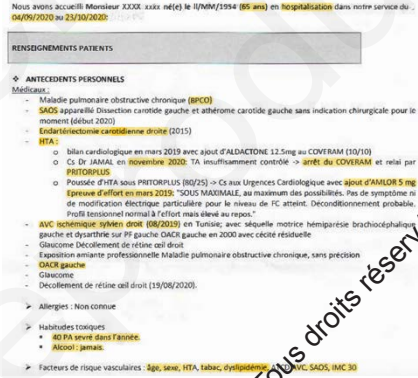 Nous avons accueilli Monsieur XXXX xxkx né(e) le II/MM/1954 (65 ans) en hospitalisation dans notre service du
04/09/2020 au 23/10/2020:
RENSEIGNEMENTS PATIENTS
❖ ANTECEDENTS PERSONNELS
Médicaux :
- Maladie pulmonaire obstructive chronique (BPCO)
- SAOS appareillé Dissection carotide gauche et athérome carotide gauche sans indication chirurgicale pour le
moment (début 2020)
- Endartériectomie carotidienne droite (2015)
- HTA :
o bilan cardiologique en mars 2019 avec ajout d'ALDACTONE 12.5mg au COVERAM (10/10)
o Cs Dr JAMAL en novembre 2020: TA insuffisamment contrôlé -> arrêt du COVERAM et relai par
PRITORPLUS
o Poussée d'HTA sous PRITORPLUS (80/25) -> Cs aux Urgences Cardiologique avec ajout d'AMLOR 5 mg
Epreuve d'effort en mars 2019: "SOUS MAXIMALE, au maximum des possibilités. Pas de symptôme ni
de modification électrique particulière pour le niveau de FC atteint. Déconditionnement probable.
Profil tensionnel normal à l'effort mais élevé au repos."
- AVC ischémique sylvien droit (08/2019) en Tunisie; avec séquelle motrice hémiparésie brachiocéphalique
gauche et dysarthrie sur PF gauche OACR gauche en 2000 avec cécité résiduelle
- Glaucome Décollement de rétine œil droit
- Exposition amiante professionnelle Maladie pulmonaire obstructive chronique, sans précision
- OACR gauche
- Glaucome
- Décollement de rétine œil droit (19/08/2020).
➢ Allergies : Non connue
➢ Habitudes toxiques
* 40 PA sevré dans l'année.
* Alcool : jamais.
➢ Facteurs de risque vasculaires : âge, sexe, HTA, tabac, dyslipidémie, AVC, SAOS, IMC 30
ous droits réserv